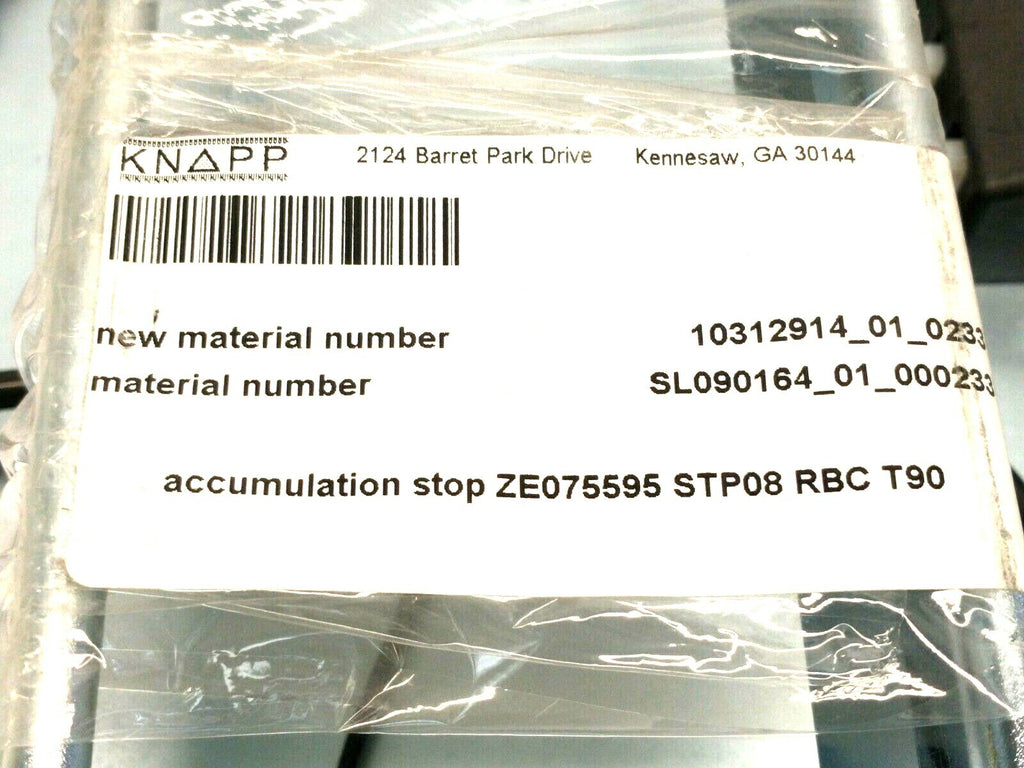 KNAPP 2124 Barret Park Drive Kennesaw, GA 30144
new material number 10312914_01_0233
material number SL090164_01_000233
accumulation stop ZE075595 STP08 RBC T90